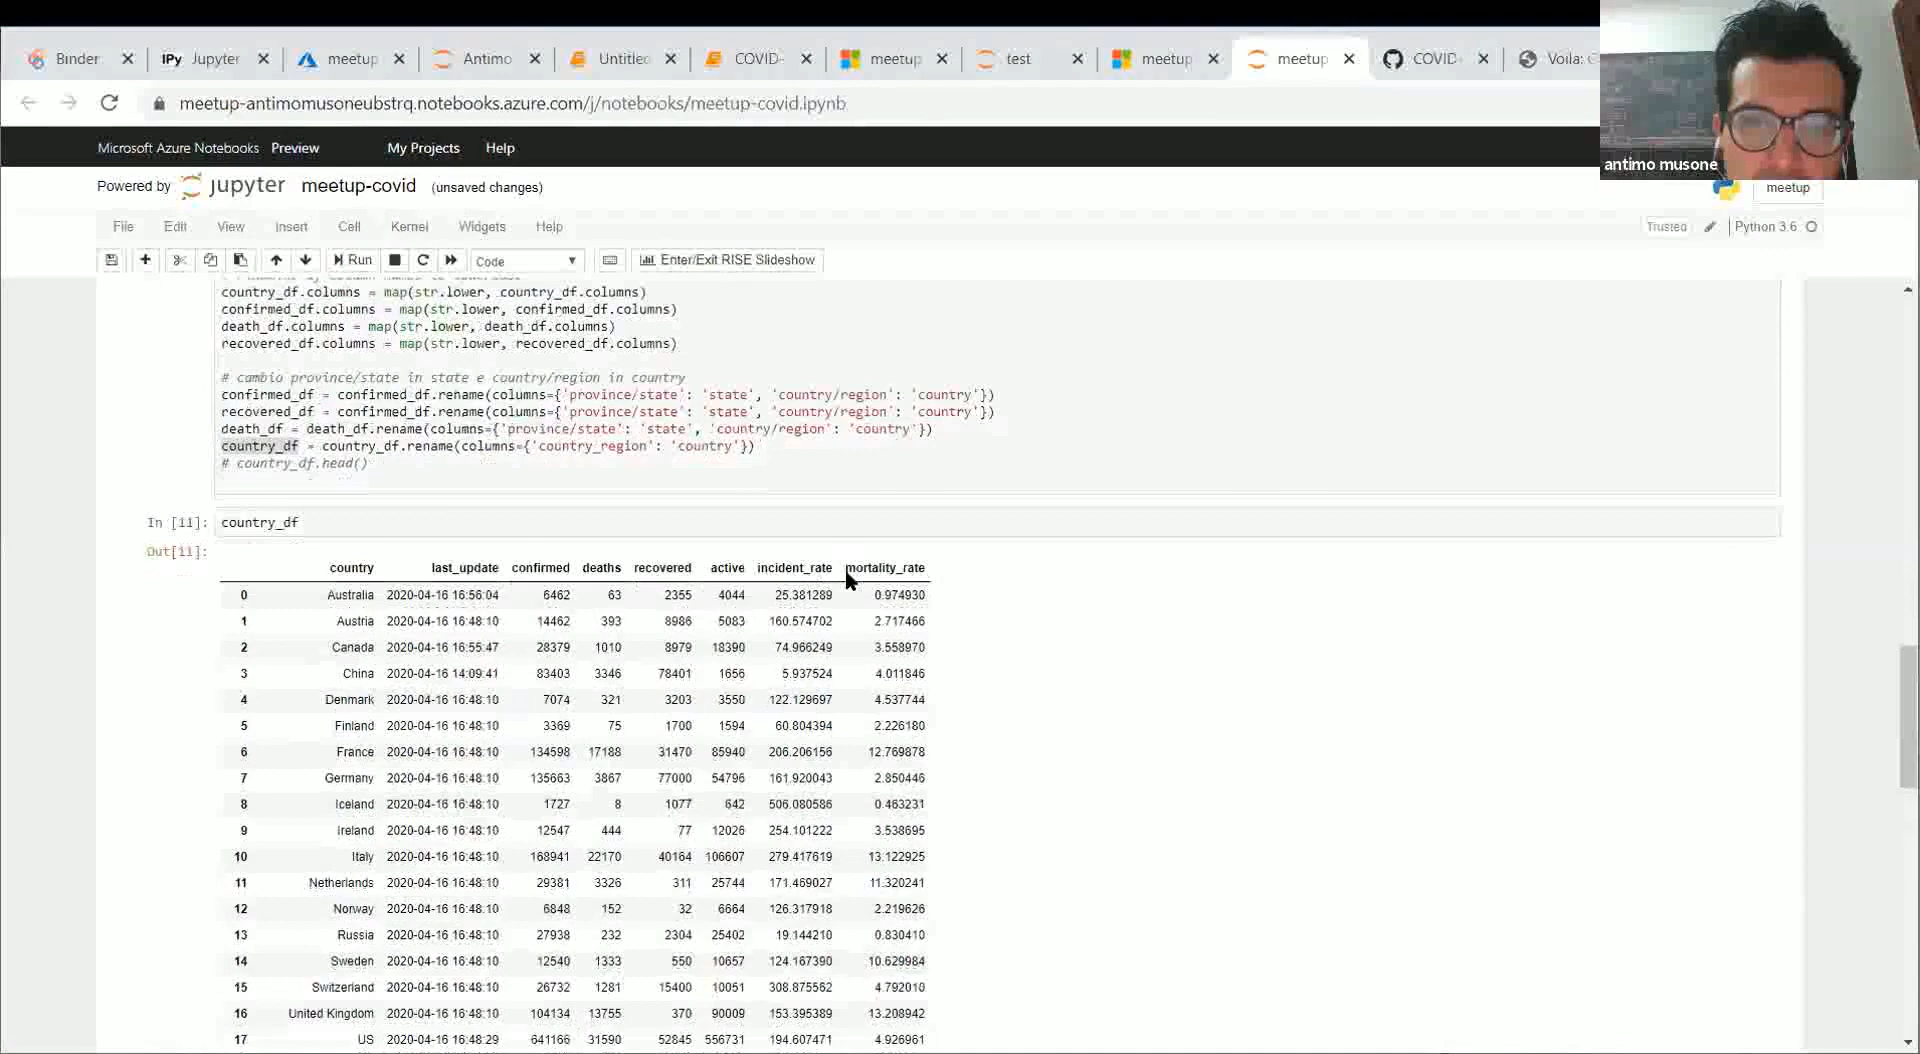 Binder
IPy Jupyter
meetup
Antimo
Untitled
COVID-
meetup
test
meetup
meetup
COVID-
Voila: G
meetup-antimomusoneubstrq.notebooks.azure.com/j/notebooks/meetup-covid.ipynb
Microsoft Azure Notebooks Preview My Projects Help
antimo musone
Powered by jupyter meetup-covid (unsaved changes)
meetup
File Edit View Insert Cell Kernel Widgets Help
Trusted Python 3.6
Run Code Enter/Exit RISE Slideshow
country_df.columns = map(str.lower, country_df.columns)
confirmed_df.columns = map(str.lower, confirmed_df.columns)
death_df.columns = map(str.lower, death_df.columns)
recovered_df.columns = map(str.lower, recovered_df.columns)
# cambio province/state in state e country/region in country
confirmed_df = confirmed_df.rename(columns={'province/state': 'state', 'country/region': 'country'})
recovered_df = confirmed_df.rename(columns={'province/state': 'state', 'country/region': 'country'})
death_df = death_df.rename(columns={'province/state': 'state', 'country/region': 'country'})
country_df = country_df.rename(columns={'country_region': 'country'})
# country_df.head()
In [11]: country_df
Out[11]:
country last_update confirmed deaths recovered active incident_rate mortality_rate
0 Australia 2020-04-16 16:56:04 6462 63 2355 4044 25.381289 0.974930
1 Austria 2020-04-16 16:48:10 14462 393 8986 5083 160.574702 2.717466
2 Canada 2020-04-16 16:55:47 28379 1010 8979 18390 74.966249 3.558970
3 China 2020-04-16 14:09:41 83403 3346 78401 1656 5.937524 4.011846
4 Denmark 2020-04-16 16:48:10 7074 321 3203 3550 122.129697 4.537744
5 Finland 2020-04-16 16:48:10 3369 75 1700 1594 60.804394 2.226180
6 France 2020-04-16 16:48:10 134598 17188 31470 85940 206.206156 12.769878
7 Germany 2020-04-16 16:48:10 135663 3867 77000 54796 161.920043 2.850446
8 Iceland 2020-04-16 16:48:10 1727 8 1077 642 506.080586 0.463231
9 Ireland 2020-04-16 16:48:10 12547 444 77 12026 254.101222 3.538695
10 Italy 2020-04-16 16:48:10 168941 22170 40164 106607 279.417619 13.122925
11 Netherlands 2020-04-16 16:48:10 29381 3326 311 25744 171.469027 11.320241
12 Norway 2020-04-16 16:48:10 6848 152 32 6664 126.317918 2.219626
13 Russia 2020-04-16 16:48:10 27938 232 2304 25402 19.144210 0.830410
14 Sweden 2020-04-16 16:48:10 12540 1333 550 10657 124.167390 10.629984
15 Switzerland 2020-04-16 16:48:10 26732 1281 15400 10051 308.875562 4.792010
16 United Kingdom 2020-04-16 16:48:10 104134 13755 370 90009 153.395389 13.208942
17 US 2020-04-16 16:48:29 641166 31590 52845 556731 194.607471 4.926961